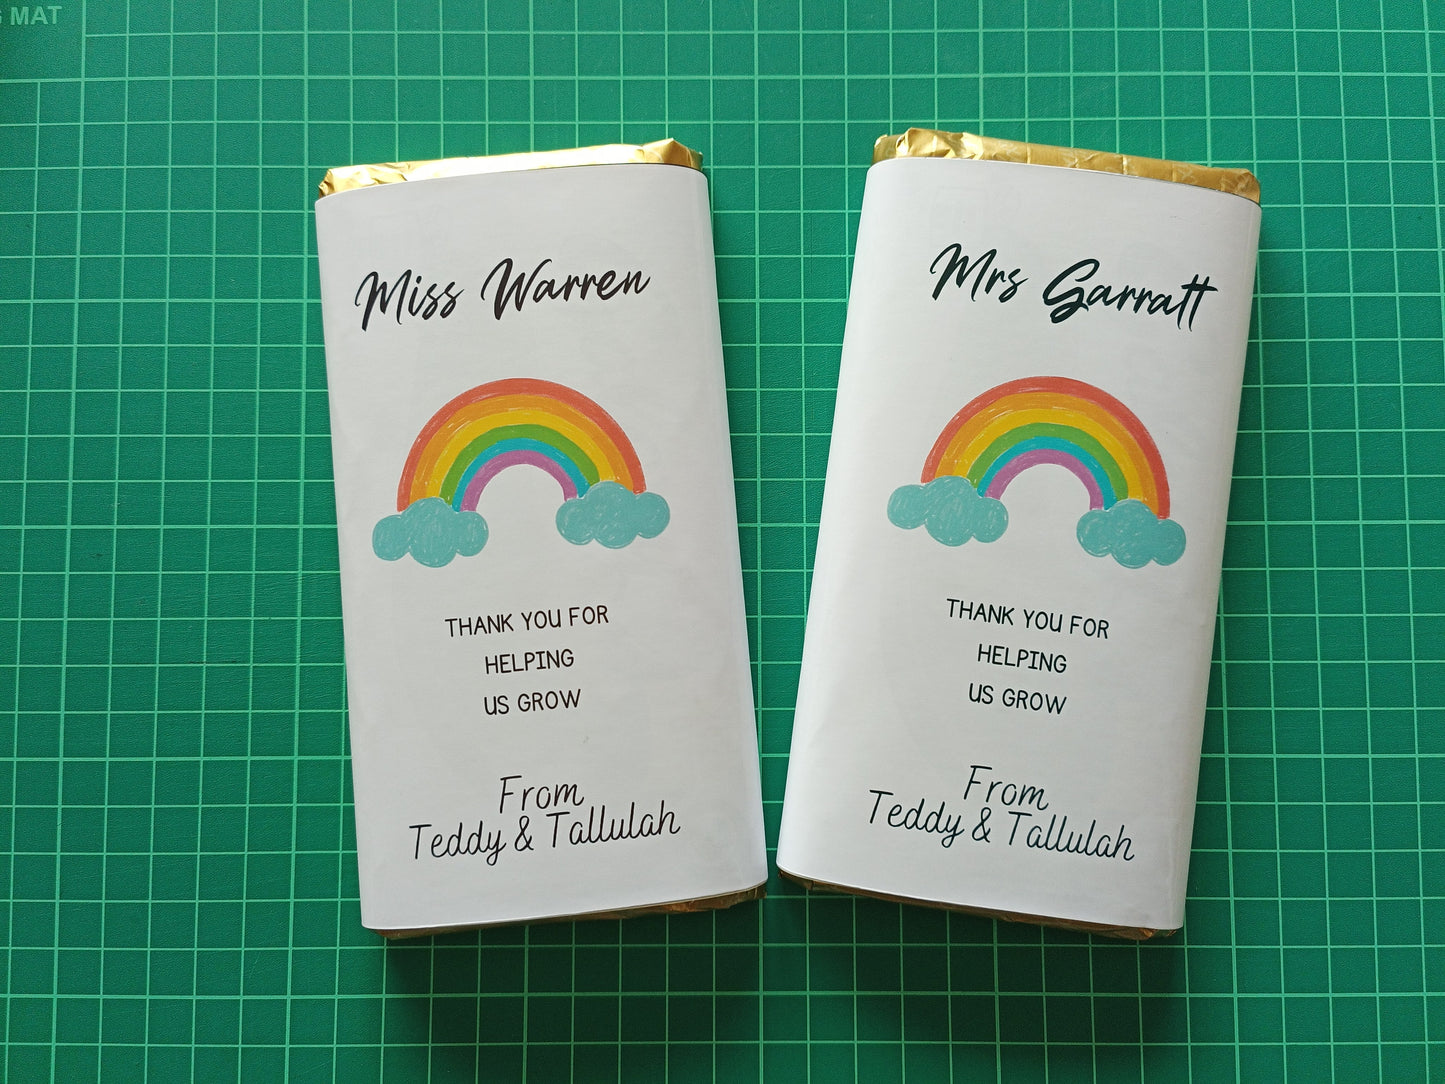 MAT
Miss Warren
THANK YOU FOR
HELPING
US GROW
From
Teddy & Tallulah
Mrs Garratt
THANK YOU FOR
HELPING
US GROW
From
Teddy & Tallulah